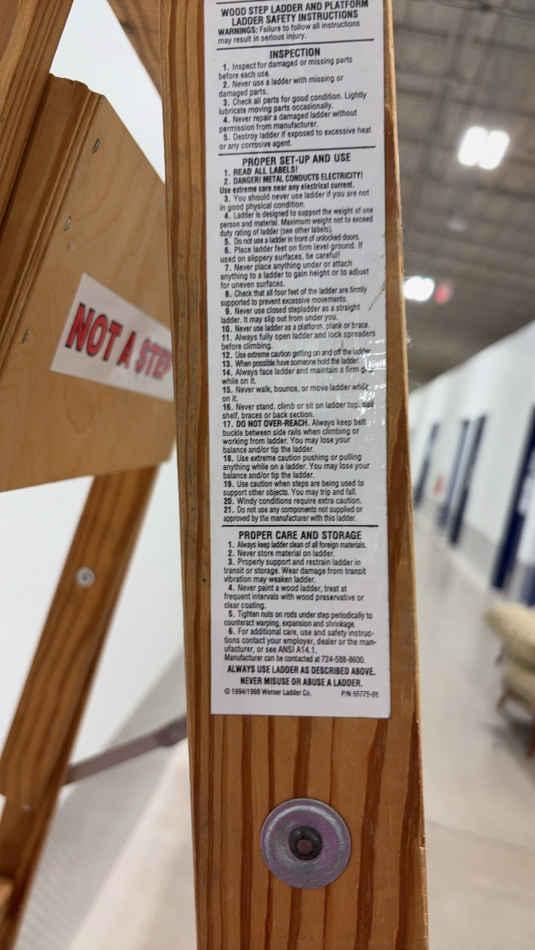 WOOD STEP LADDER AND PLATFORM
LADDER SAFETY INSTRUCTIONS
WARNINGS: Failure to follow all instructions
may result in serious injury.
INSPECTION
1. Inspect for damaged or missing parts
before each use.
2. Never use a ladder with missing or
damaged parts.
3. Check all parts for good condition. Lightly
lubricate moving parts occasionally.
4. Never repair a damaged ladder without
permission from manufacturer.
5. Destroy ladder if exposed to excessive heat
or any corrosive agent.
PROPER SET-UP AND USE
1. READ ALL LABELS!
2. DANGER! METAL CONDUCTS ELECTRICITY!
Use extreme care near any electrical current.
3. You should never use ladder if you are not
in good physical condition.
4. Ladder is designed to support the weight of one
person and material. Maximum weight not to exceed
duty rating of ladder (see other labels).
5. Do not use a ladder in front of unlocked doors.
6. Place ladder feet on firm level ground. If
used on slippery surfaces, be careful!
7. Never place anything under or attach
anything to a ladder to gain height or to adjust
for uneven surfaces.
8. Check that all four feet of the ladder are firmly
supported to prevent excessive movements.
9. Never use closed stepladder as a straight
ladder. It may slip out from under you.
10. Never use ladder as a platform, plank or brace.
11. Always fully open ladder and lock spreaders
before climbing.
12. Use extreme caution getting on and off the ladder.
13. When possible have someone hold the ladder.
14. Always face ladder and maintain a firm
while on it.
15. Never walk, bounce, or move ladder while
on it.
16. Never stand, climb or sit on ladder top,
shelf, braces or back section.
17. DO NOT OVER-REACH. Always keep belt
buckle between side rails when climbing or
working from ladder. You may lose your
balance and/or tip the ladder.
18. Use extreme caution pushing or pulling
anything while on a ladder. You may lose your
balance and/or tip the ladder.
19. Use caution when steps are being used to
support other objects. You may trip and fall.
20. Windy conditions require extra caution.
21. Do not use any components not supplied or
approved by the manufacturer with this ladder.
PROPER CARE AND STORAGE
1. Always keep ladder clean of all foreign materials.
2. Never store material on ladder.
3. Properly support and restrain ladder in
transit or storage. Wear damage from transit
vibration may weaken ladder.
4. Never paint a wood ladder, treat at
frequent intervals with wood preservative or
clear coating.
5. Tighten nuts on rods under step periodically to
counteract warping, expansion and shrinkage.
6. For additional care, use and safety instruc-
tions contact your employer, dealer or the man-
ufacturer, or see ANSI A14.1.
Manufacturer can be contacted at 724-588-8600.
ALWAYS USE LADDER AS DESCRIBED ABOVE.
NEVER MISUSE OR ABUSE A LADDER.
© 1994/1998 Werner Ladder Co. P/N 55775-01
NOT A STEP